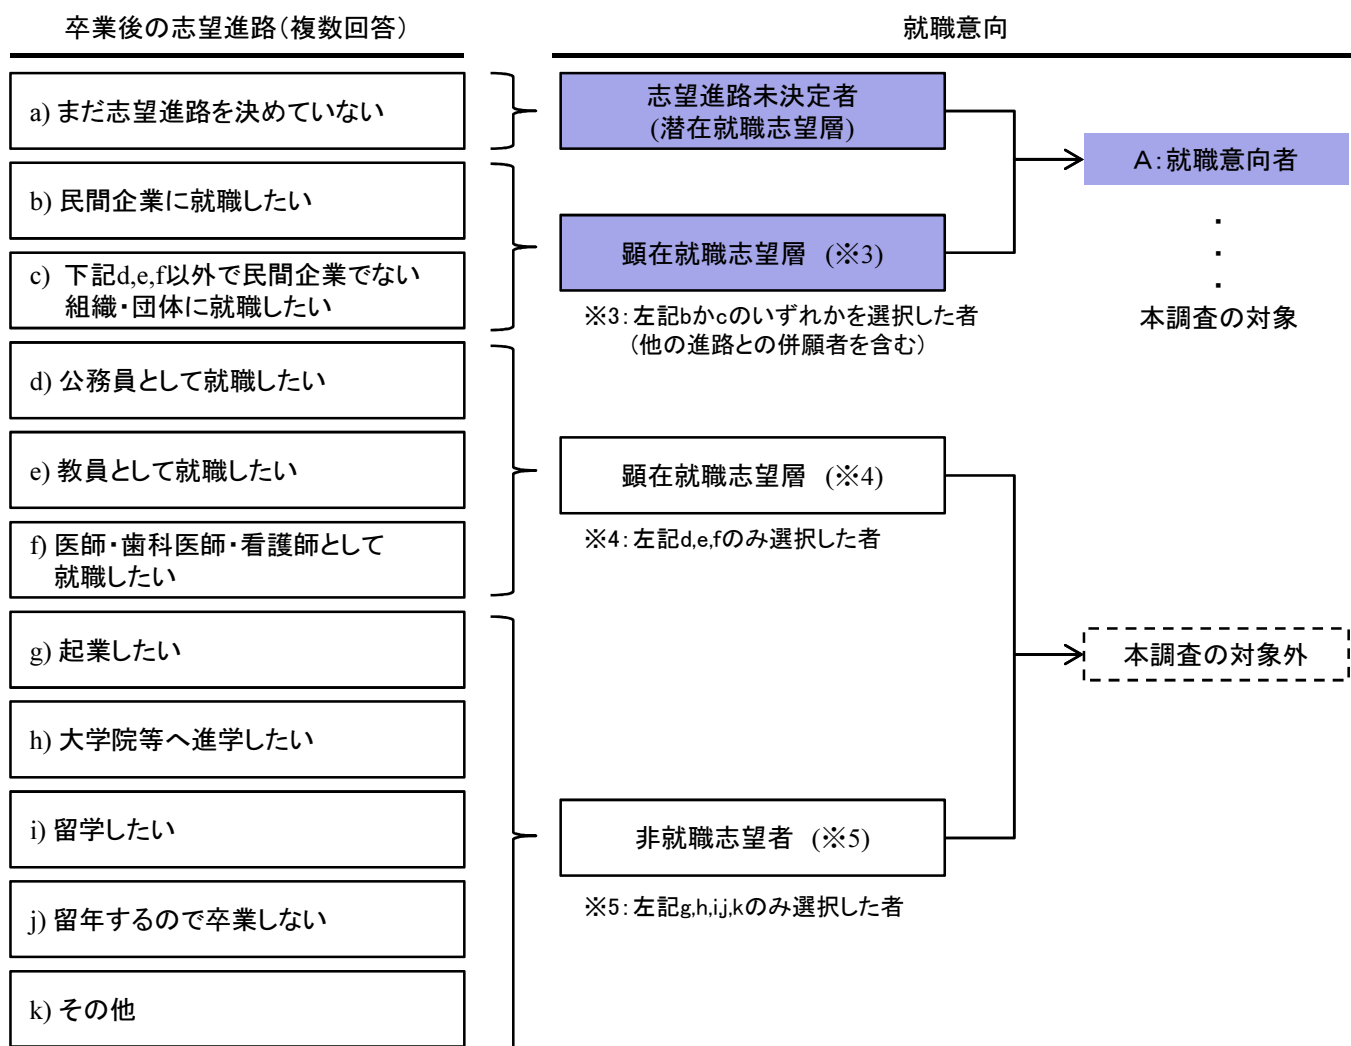 卒業後の志望進路(複数回答)
就職意向
a) まだ志望進路を決めていない
b) 民間企業に就職したい
c) 下記d,e,f以外で民間企業でない
組織・団体に就職したい
d) 公務員として就職したい
e) 教員として就職したい
f) 医師・歯科医師・看護師として
就職したい
g) 起業したい
h) 大学院等へ進学したい
i) 留学したい
j) 留年するので卒業しない
k) その他
志望進路未決定者
(潜在就職志望層)
顕在就職志望層 (※3)
※3：左記bかcのいずれかを選択した者
(他の進路との併願者を含む)
顕在就職志望層 (※4)
※4：左記d,e,fのみ選択した者
非就職志望者 (※5)
※5：左記g,h,i,j,kのみ選択した者
A：就職意向者
・
・
・
本調査の対象
本調査の対象外